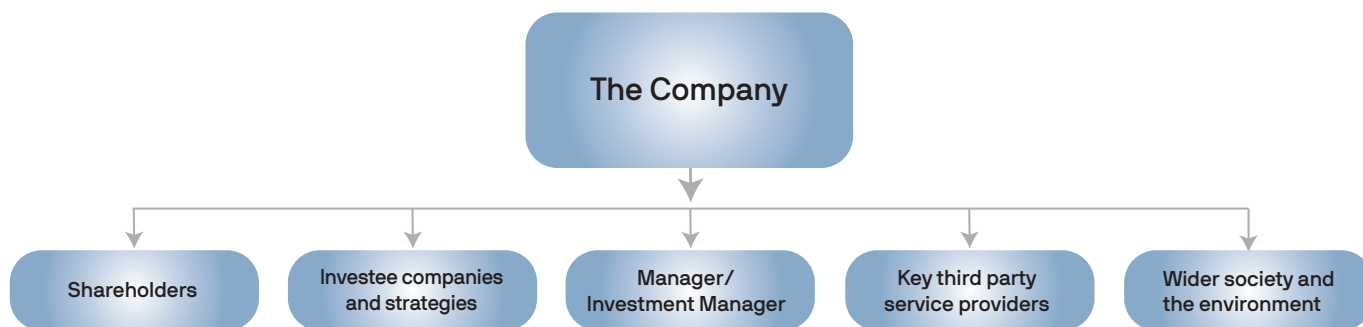 The Company
Shareholders
Investee companies
and strategies
Manager/
Investment Manager
Key third party
service providers
Wider society and
the environment